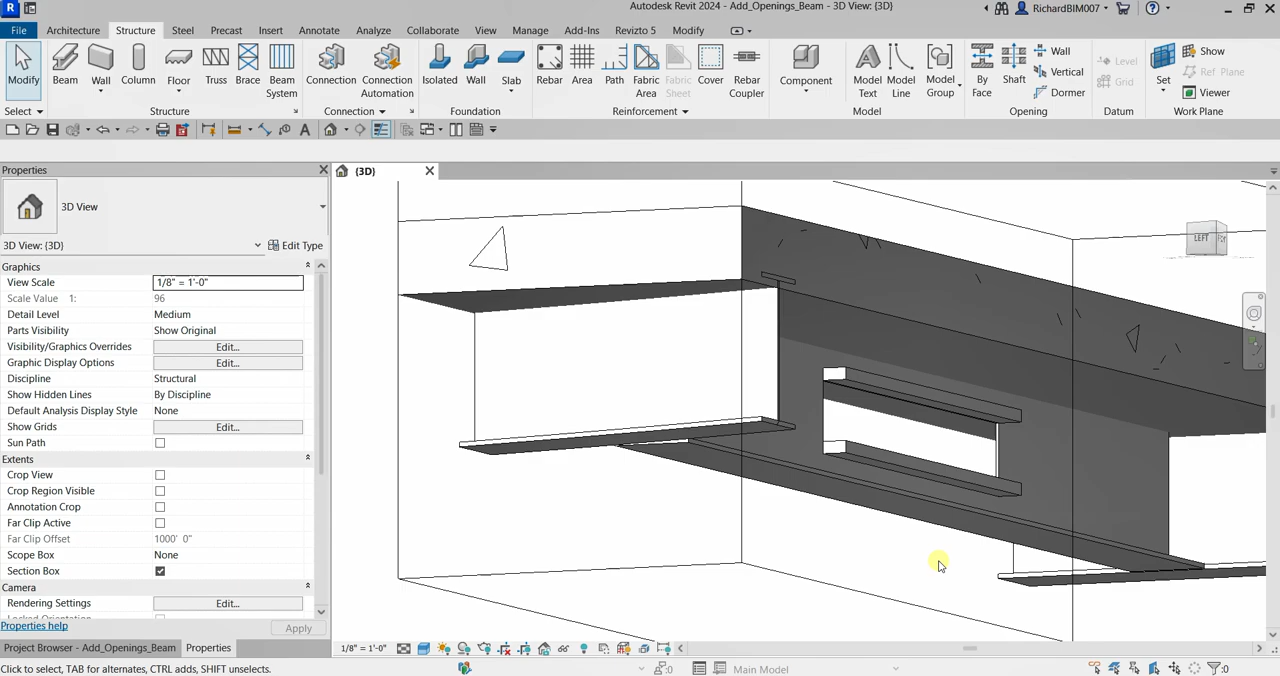 Autodesk Revit 2024 - Add_Openings_Beam - 3D View: {3D}
RichardBIM007
File Architecture Structure Steel Precast Insert Annotate Analyze Collaborate View Manage Add-Ins Revizto 5 Modify
Modify Beam Wall Column Floor Truss Brace Beam System Connection Connection Automation Isolated Wall Slab Rebar Area Path Fabric Area Fabric Sheet Cover Rebar Coupler Component Model Text Model Line Model Group By Face Shaft Wall Vertical Dormer Level Grid Set Show Ref Plane Viewer
Select Structure Connection Foundation Reinforcement Model Opening Datum Work Plane
Properties
{3D}
3D View
3D View: {3D} Edit Type
Graphics
View Scale 1/8" = 1'-0"
Scale Value 1: 96
Detail Level Medium
Parts Visibility Show Original
Visibility/Graphics Overrides Edit...
Graphic Display Options Edit...
Discipline Structural
Show Hidden Lines By Discipline
Default Analysis Display Style None
Show Grids Edit...
Sun Path
Extents
Crop View
Crop Region Visible
Annotation Crop
Far Clip Active
Far Clip Offset 1000' 0"
Scope Box None
Section Box
Camera
Rendering Settings Edit...
Locked Orientation
Properties help Apply
Project Browser - Add_Openings_Beam Properties
LEFT
1/8" = 1'-0"
Click to select, TAB for alternates, CTRL adds, SHIFT unselects.
:0
Main Model
:0